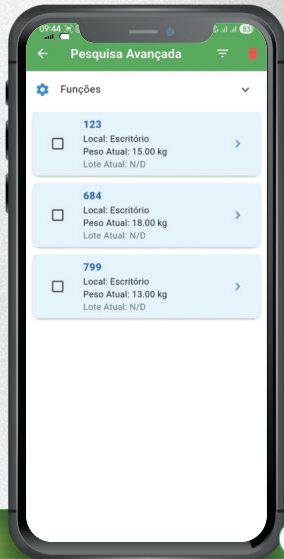 09:44
83
Pesquisa Avançada
Funções
123
Local: Escritório
Peso Atual: 15.00 kg
Lote Atual: N/D
684
Local: Escritório
Peso Atual: 18.00 kg
Lote Atual: N/D
799
Local: Escritório
Peso Atual: 13.00 kg
Lote Atual: N/D